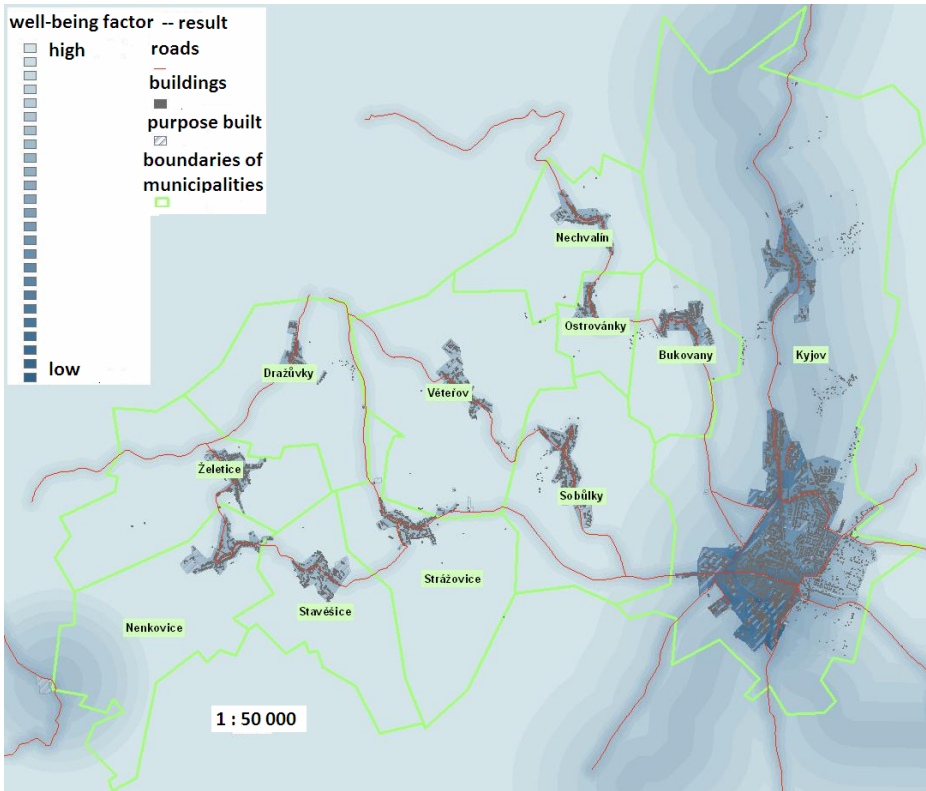 well-being factor -- result
high
roads
buildings
purpose built
boundaries of
municipalities
low
Nechvalín
Ostrovánky
Bukovany
Kyjov
Dražůvky
Věteřov
Želetice
Sobůlky
Strážovice
Stavěšice
Nenkovice
1 : 50 000